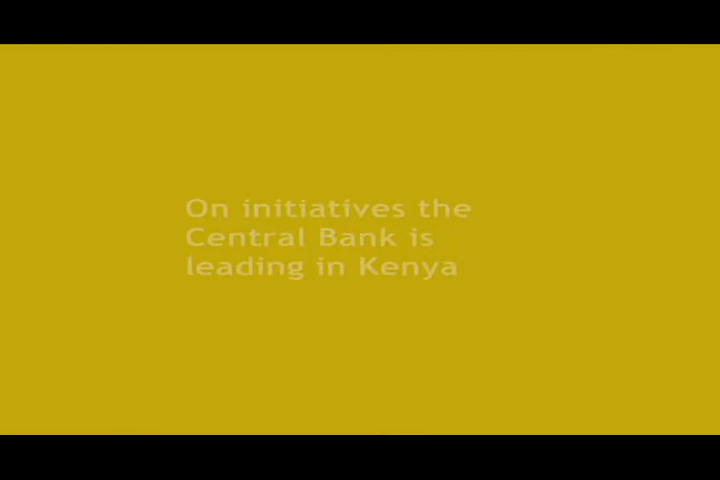 On initiatives the
Central Bank is
leading in Kenya